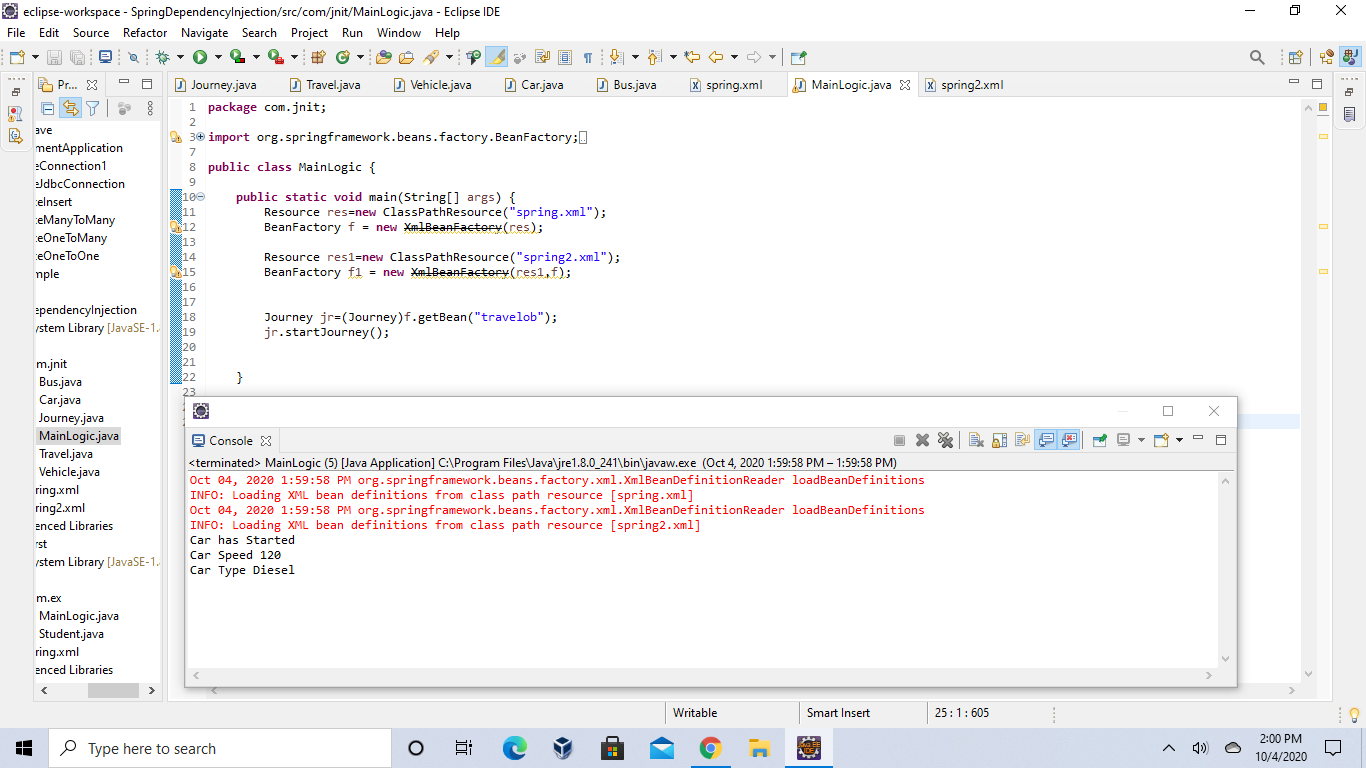 eclipse-workspace - SpringDependencyInjection/src/com/jnit/MainLogic.java - Eclipse IDE
File Edit Source Refactor Navigate Search Project Run Window Help
Pr...
Journey.java Travel.java Vehicle.java Car.java Bus.java spring.xml MainLogic.java spring2.xml
ave
mentApplication
eConnection1
eJdbcConnection
teInsert
teManyToMany
teOneToMany
teOneToOne
mple
ependencyInjection
ystem Library [JavaSE-1.
m.jnit
Bus.java
Car.java
Journey.java
MainLogic.java
Travel.java
Vehicle.java
ring.xml
ring2.xml
enced Libraries
rst
ystem Library [JavaSE-1.
m.ex
MainLogic.java
Student.java
ring.xml
enced Libraries
1 package com.jnit;
2
3 import org.springframework.beans.factory.BeanFactory;
7
8 public class MainLogic {
9
10 public static void main(String[] args) {
11 Resource res=new ClassPathResource("spring.xml");
12 BeanFactory f = new XmlBeanFactory(res);
13
14 Resource res1=new ClassPathResource("spring2.xml");
15 BeanFactory f1 = new XmlBeanFactory(res1,f);
16
17
18 Journey jr=(Journey)f.getBean("travelob");
19 jr.startJourney();
20
21
22 }
23
Console
<terminated> MainLogic (5) [Java Application] C:\Program Files\Java\jre1.8.0_241\bin\javaw.exe (Oct 4, 2020 1:59:58 PM – 1:59:58 PM)
Oct 04, 2020 1:59:58 PM org.springframework.beans.factory.xml.XmlBeanDefinitionReader loadBeanDefinitions
INFO: Loading XML bean definitions from class path resource [spring.xml]
Oct 04, 2020 1:59:58 PM org.springframework.beans.factory.xml.XmlBeanDefinitionReader loadBeanDefinitions
INFO: Loading XML bean definitions from class path resource [spring2.xml]
Car has Started
Car Speed 120
Car Type Diesel
Writable Smart Insert 25 : 1 : 605
Type here to search
Java EE
IDE
2:00 PM
10/4/2020